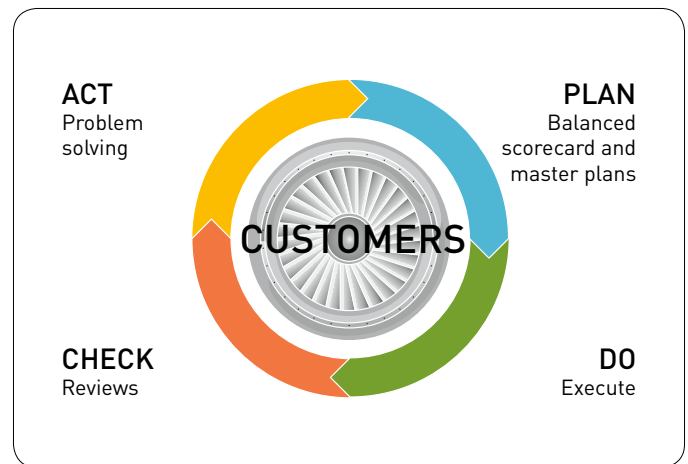 ACT
Problem
solving
PLAN
Balanced
scorecard and
master plans
CUSTOMERS
CHECK
Reviews
DO
Execute